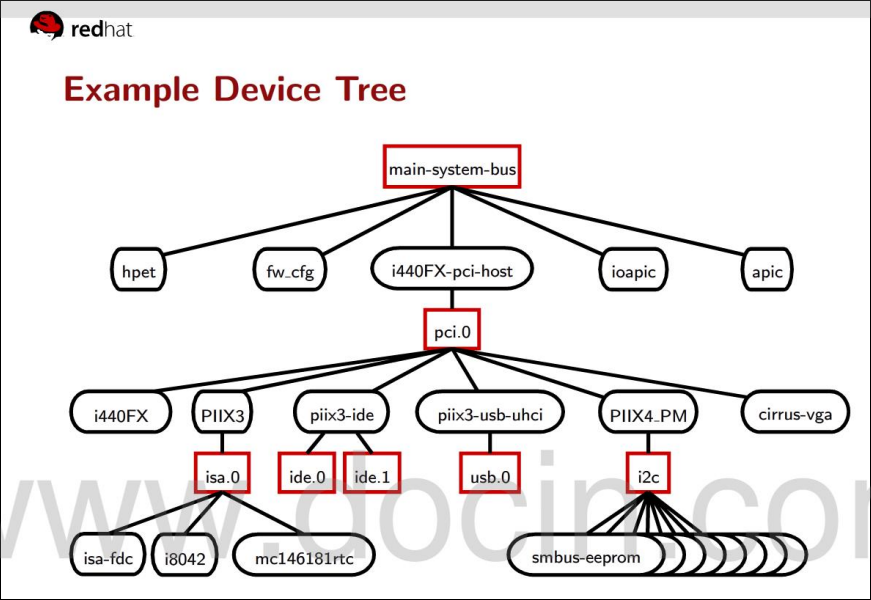 redhat
Example Device Tree
main-system-bus
hpet
fw_cfg
i440FX-pci-host
ioapic
apic
pci.0
i440FX
PIIX3
piix3-ide
piix3-usb-uhci
PIIX4_PM
cirrus-vga
isa.0
ide.0
ide.1
usb.0
i2c
www.docin.com
isa-fdc
i8042
mc146181rtc
smbus-eeprom